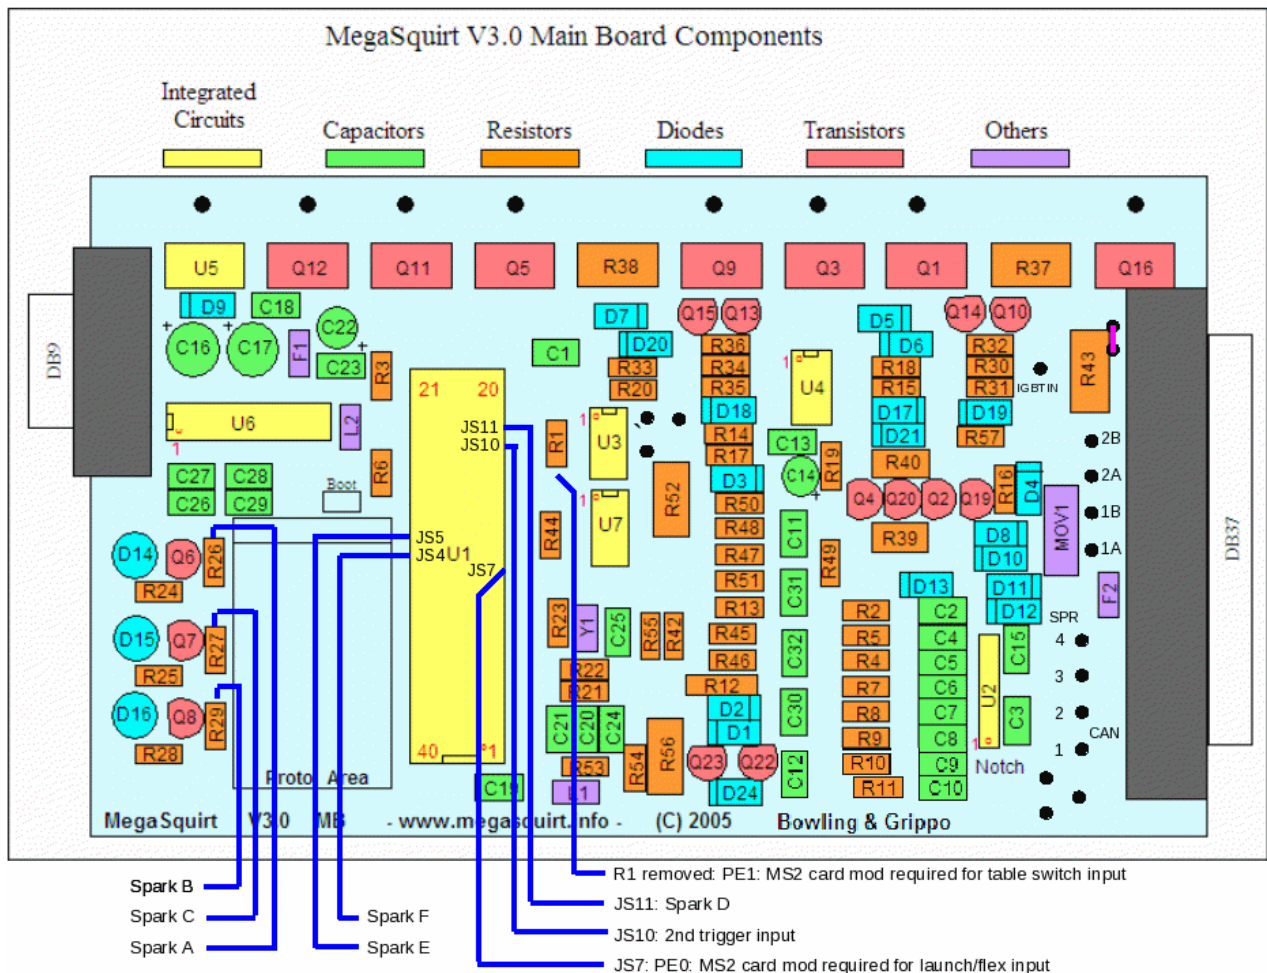 MegaSquirt V3.0 Main Board Components
Integrated
Circuits
Capacitors
Resistors
Diodes
Transistors
Others
U5
Q12
Q11
Q5
R38
Q9
Q3
Q1
R37
Q16
D9
C18
C16
C17
F1
C22
C23
R3
D7
D20
C1
R33
R20
Q15
Q13
R36
R34
R35
D18
R14
R17
D3
R50
R48
R47
R51
R13
R45
R46
R12
D2
D1
Q23
Q22
D24
D5
D6
R18
R15
D17
D21
R40
Q14
Q10
R32
R30
R31
D19
R57
IGBTIN
R43
DB9
U6
1
L2
R6
C27
C28
C26
C29
Boot
21
20
JS11
JS10
JS5
JS4
U1
JS7
40
1
R1
1
U3
1
U7
R44
R52
1
U4
C13
C14
R19
Q4
Q20
Q2
Q19
R16
D4
R39
D8
D10
MOV1
2B
2A
1B
1A
DB37
D14
Q6
R26
R24
D15
Q7
R27
R25
D16
Q8
R29
R28
Proto Area
R23
Y1
C25
R55
R42
R22
R21
C21
C20
C24
R53
L1
R54
R56
C19
C11
C31
C32
C30
C12
R49
D13
D11
D12
F2
R2
R5
R4
R7
R8
R9
R10
R11
C2
C4
C5
C6
C7
C8
C9
C10
U2
1
Notch
C15
C3
SPR
4
3
2
1
CAN
MegaSquirt V3.0 MB - www.megasquirt.info - (C) 2005 Bowling & Grippo
Spark B
Spark C
Spark A
Spark F
Spark E
R1 removed: PE1: MS2 card mod required for table switch input
JS11: Spark D
JS10: 2nd trigger input
JS7: PE0: MS2 card mod required for launch/flex input